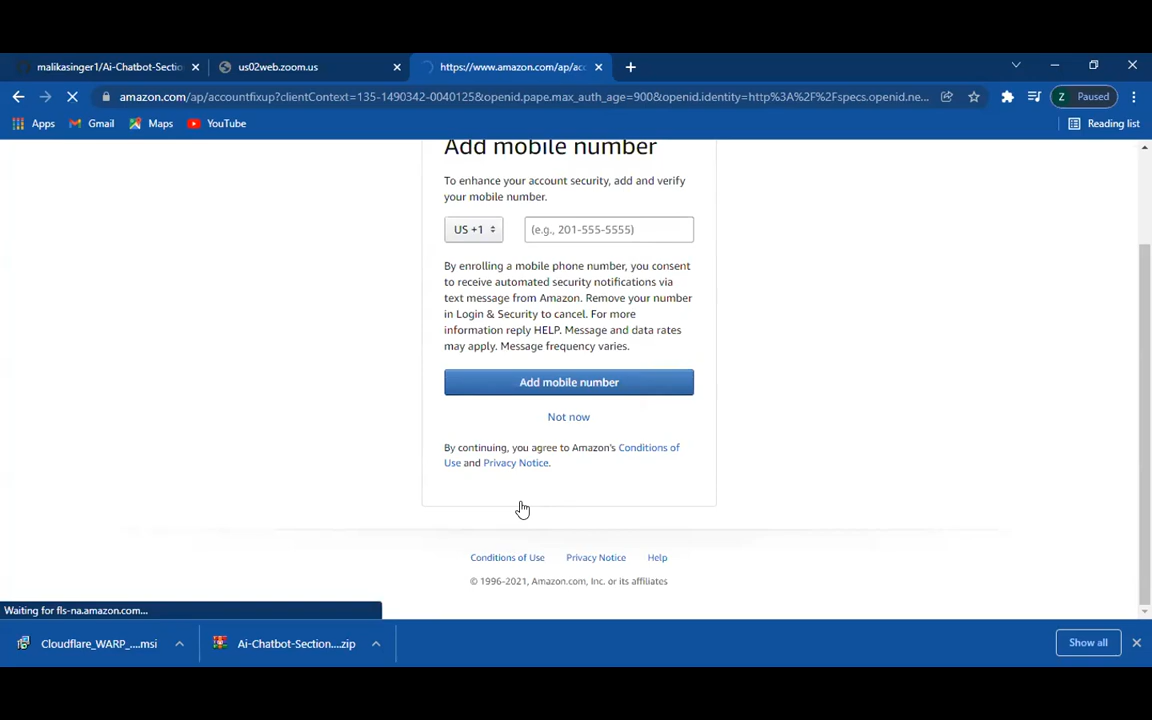 malikasinger1/Ai-Chatbot-Sectio
us02web.zoom.us
https://www.amazon.com/ap/acc
amazon.com/ap/accountfixup?clientContext=135-1490342-0040125&openid.pape.max_auth_age=900&openid.identity=http%3A%2F%2Fspecs.openid.ne...
Z Paused
Apps Gmail Maps YouTube Reading list
Add mobile number
To enhance your account security, add and verify
your mobile number.
US +1 (e.g., 201-555-5555)
By enrolling a mobile phone number, you consent
to receive automated security notifications via
text message from Amazon. Remove your number
in Login & Security to cancel. For more
information reply HELP. Message and data rates
may apply. Message frequency varies.
Add mobile number
Not now
By continuing, you agree to Amazon's Conditions of
Use and Privacy Notice.
Conditions of Use Privacy Notice Help
© 1996-2021, Amazon.com, Inc. or its affiliates
Waiting for fls-na.amazon.com...
Cloudflare_WARP_....msi Ai-Chatbot-Section....zip Show all